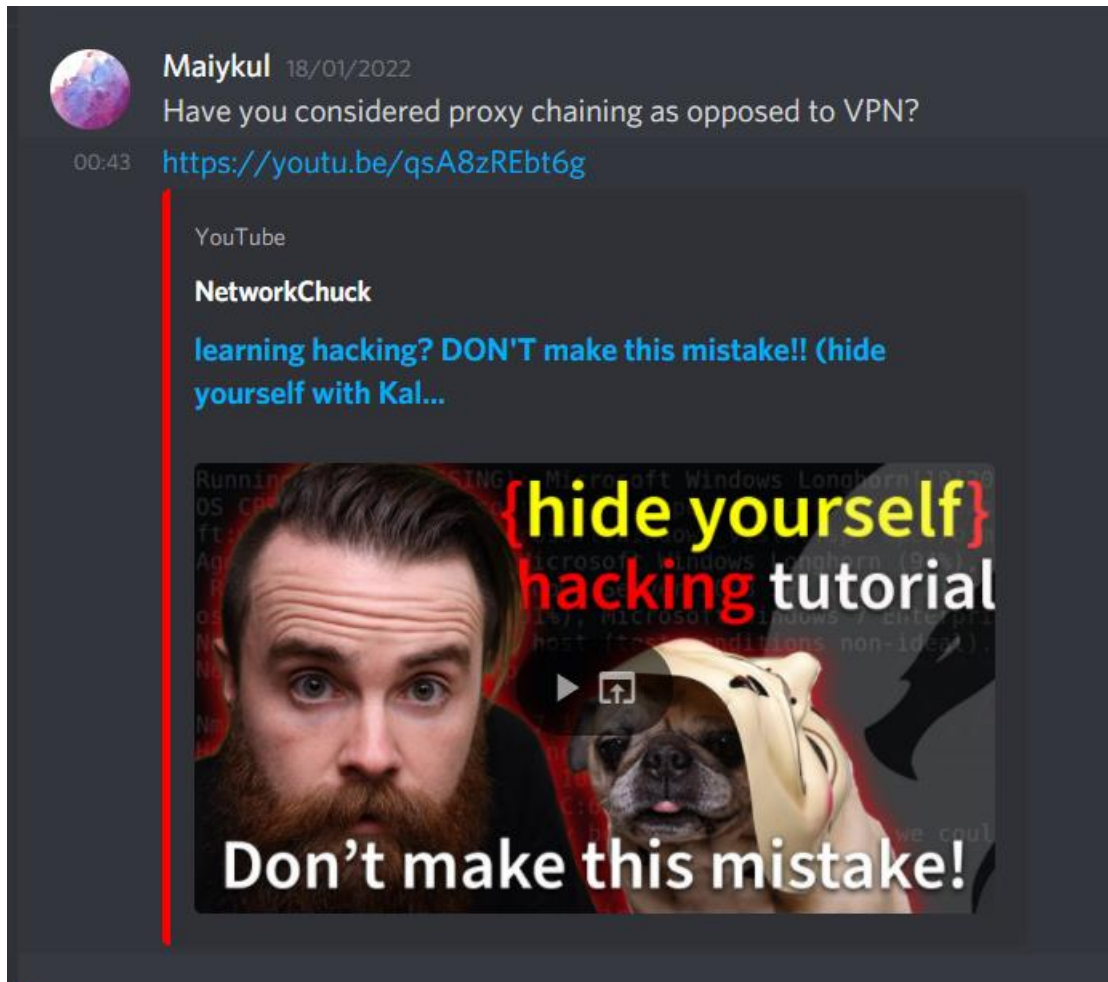 Maiykul 18/01/2022
Have you considered proxy chaining as opposed to VPN?
00:43 https://youtu.be/qsA8zREbt6g
YouTube
NetworkChuck
learning hacking? DON'T make this mistake!! (hide
yourself with Kal...
{hide yourself}
hacking tutorial
Don't make this mistake!